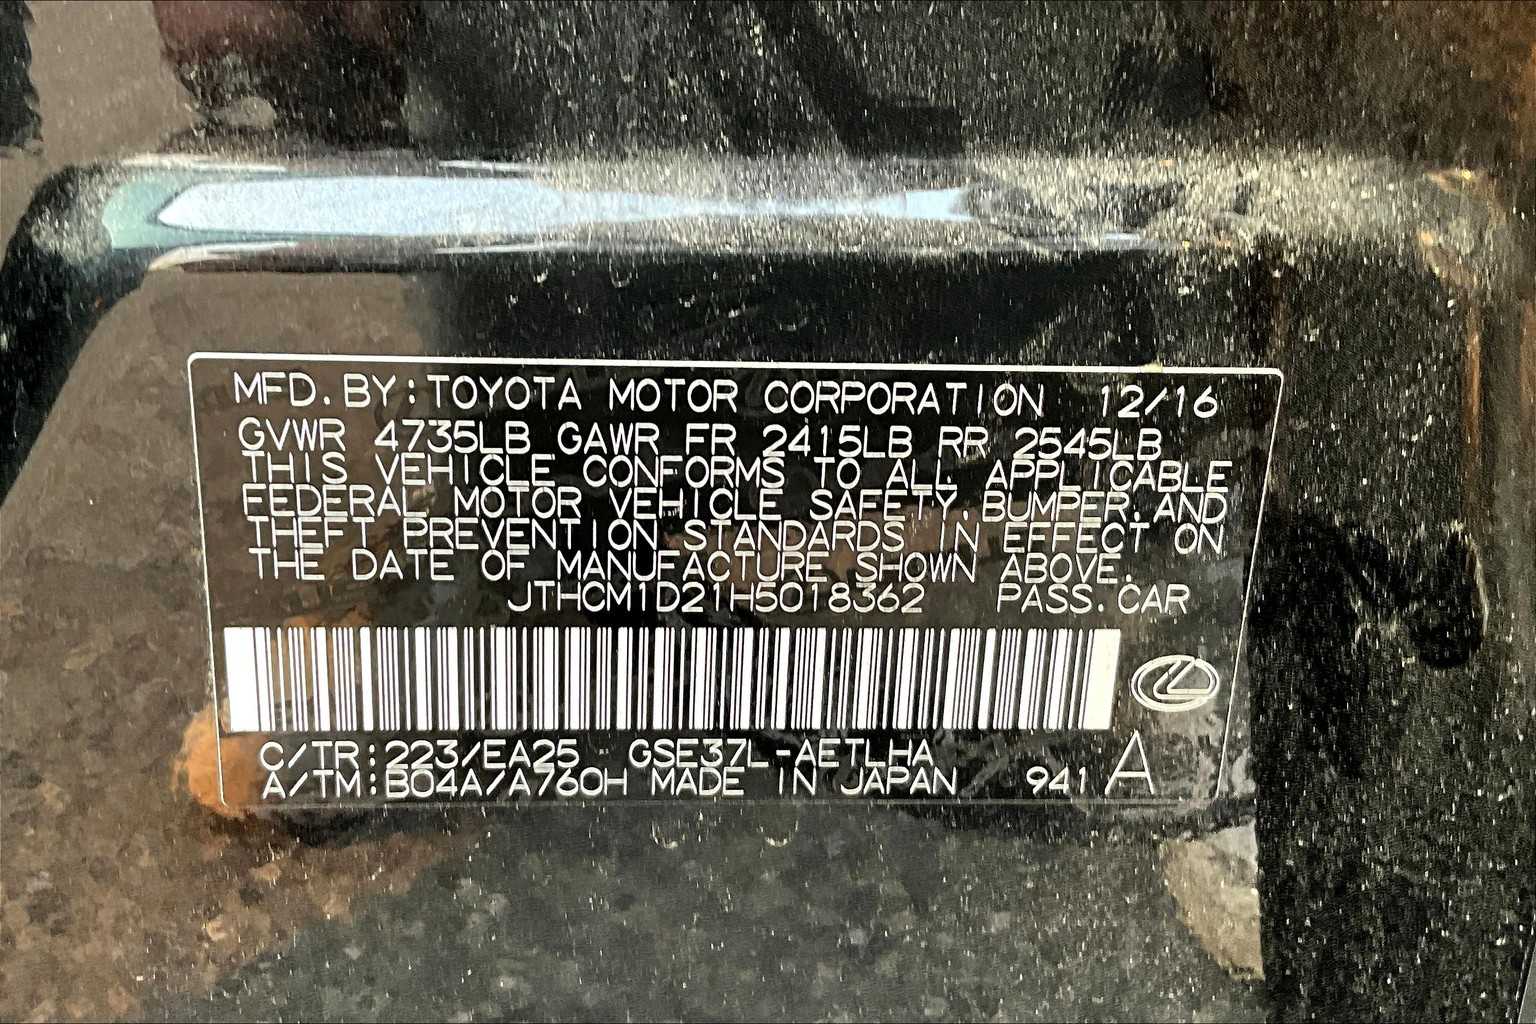 MFD. BY: TOYOTA MOTOR CORPORATION 12/16
GVWR 4735LB GAWR FR 2415LB RR 2545LB
THIS VEHICLE CONFORMS TO ALL APPLICABLE
FEDERAL MOTOR VEHICLE SAFETY, BUMPER, AND
THEFT PREVENTION STANDARDS IN EFFECT ON
THE DATE OF MANUFACTURE SHOWN ABOVE.
JTHCM1D21H5018362 PASS. CAR
C/TR: 223/EA25 GSE37L-AETLHA
A/TM: B04A/A760H MADE IN JAPAN 941 A